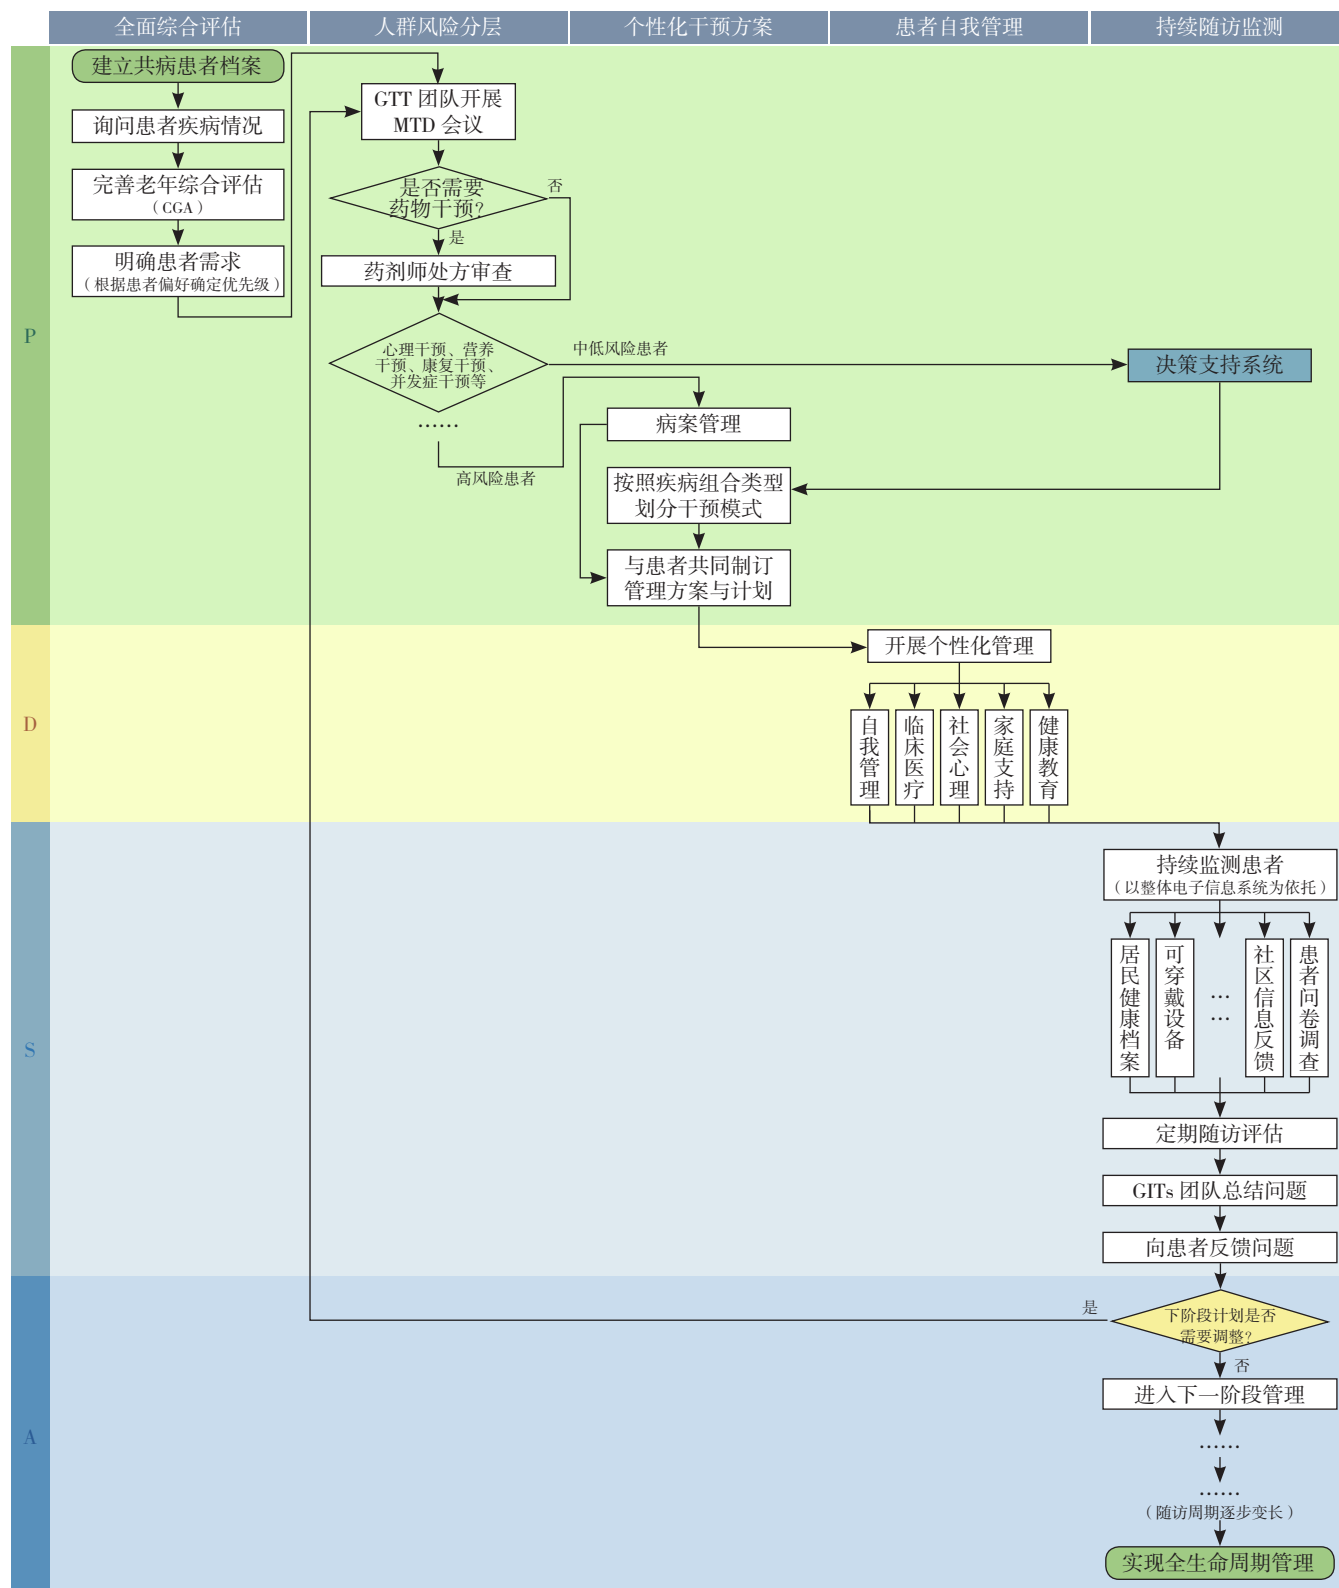 全面综合评估
人群风险分层
个性化干预方案
患者自我管理
持续随访监测
P
建立共病患者档案
询问患者疾病情况
完善老年综合评估
（CGA）
明确患者需求
（根据患者偏好确定优先级）
GTT 团队开展
MTD 会议
是否需要
药物干预？
否
是
药剂师处方审查
心理干预、营养
干预、康复干预、
并发症干预等
……
中低风险患者
高风险患者
决策支持系统
病案管理
按照疾病组合类型
划分干预模式
与患者共同制订
管理方案与计划
D
开展个性化管理
自我管理
临床医疗
社会心理
家庭支持
健康教育
S
持续监测患者
（以整体电子信息系统为依托）
居民健康档案
可穿戴设备
…
…
社区信息反馈
患者问卷调查
定期随访评估
GITs 团队总结问题
向患者反馈问题
A
下阶段计划是否
需要调整？
是
否
进入下一阶段管理
……
……
（随访周期逐步变长）
实现全生命周期管理